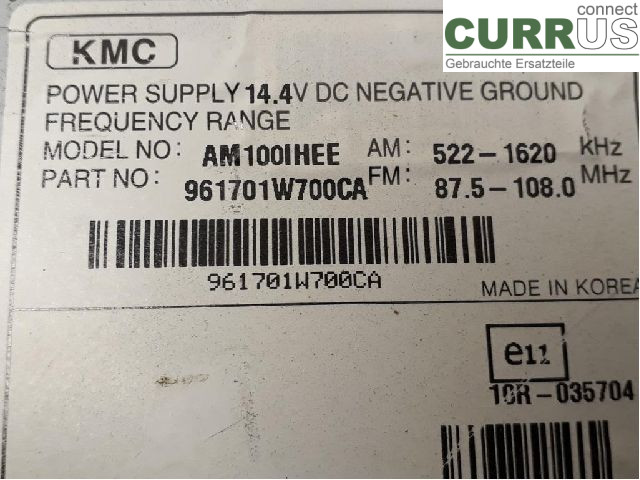 connect
CURRUS
Gebrauchte Ersatzteile
KMC
POWER SUPPLY 14.4V DC NEGATIVE GROUND
FREQUENCY RANGE
MODEL NO: AM100IHEE AM: 522-1620 kHz
PART NO: 961701W700CA FM: 87.5-108.0 MHz
961701W700CA
MADE IN KOREA
e11
10R-035704